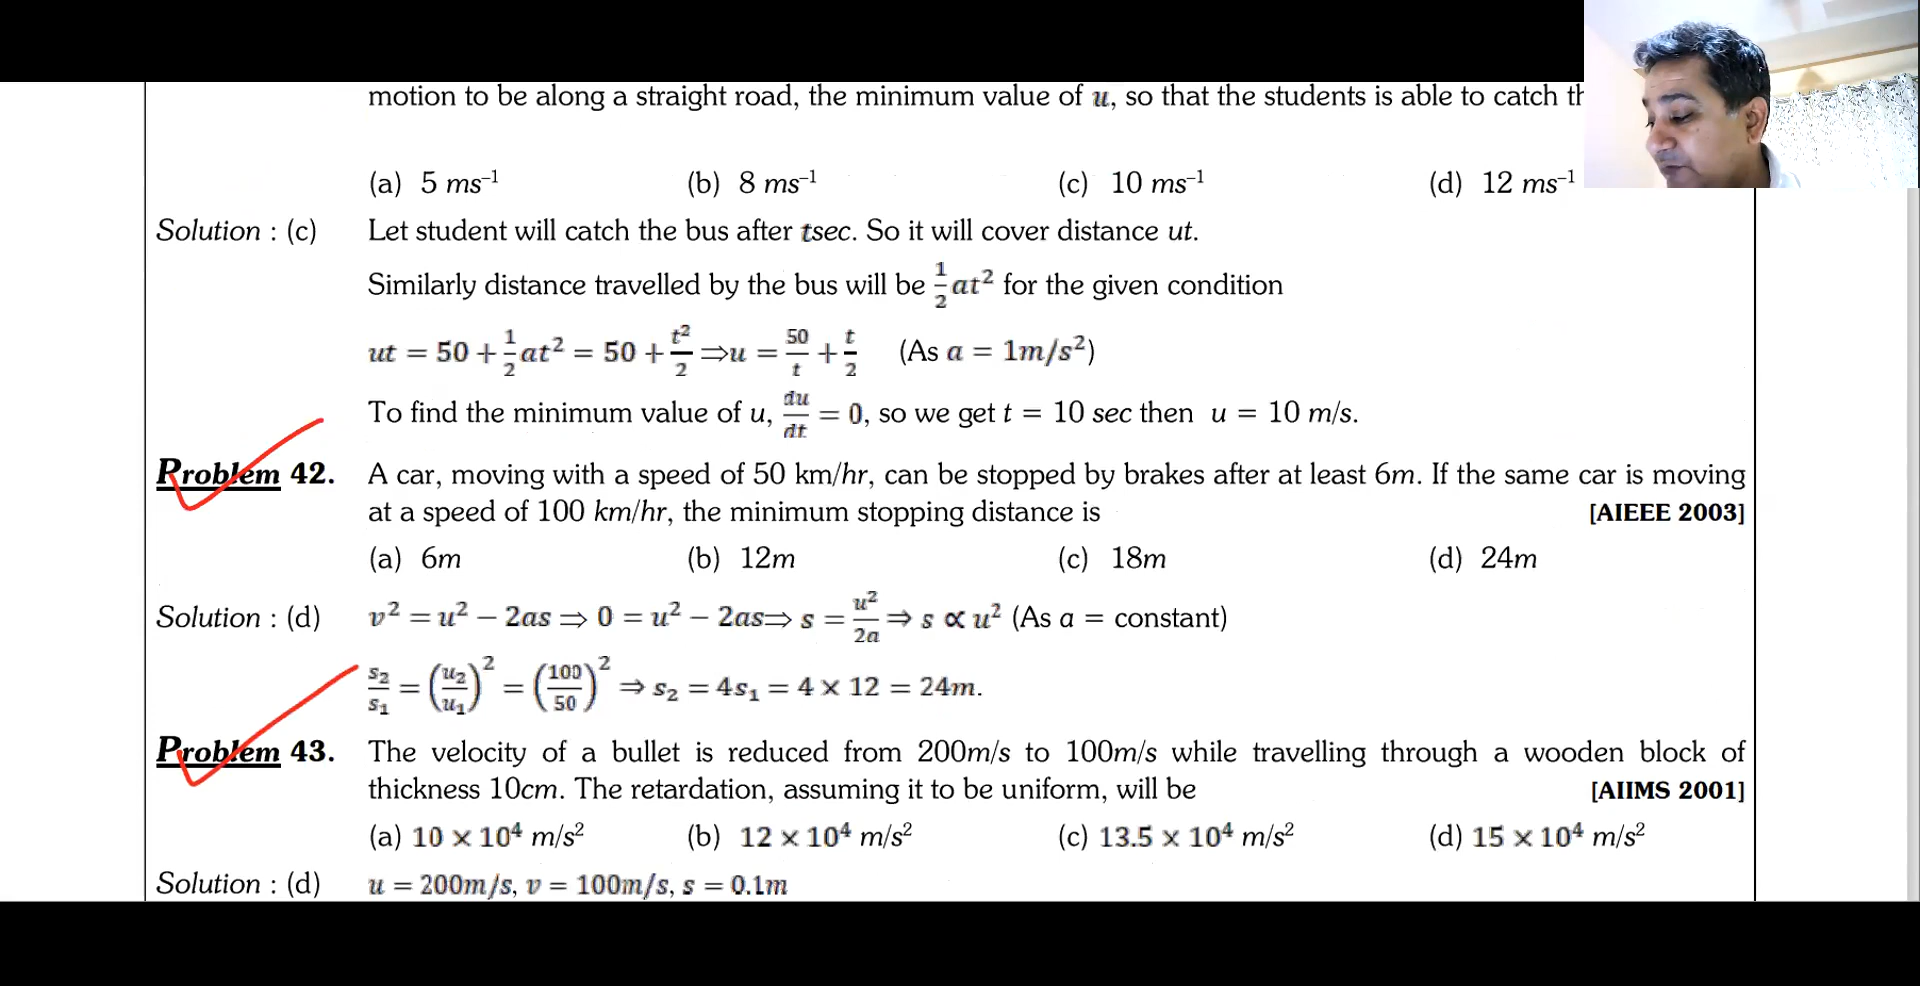 motion to be along a straight road, the minimum value of u, so that the students is able to catch
(a) 5 ms⁻¹ (b) 8 ms⁻¹ (c) 10 ms⁻¹ (d) 12 ms⁻¹
Solution : (c) Let student will catch the bus after tsec. So it will cover distance ut.
Similarly distance travelled by the bus will be 1/2 at² for the given condition
ut = 50 + 1/2 at² = 50 + t²/2 ⇒ u = 50/t + t/2 (As a = 1m/s²)
To find the minimum value of u, du/dt = 0, so we get t = 10 sec then u = 10 m/s.
Problem 42. A car, moving with a speed of 50 km/hr, can be stopped by brakes after at least 6m. If the same car is moving
at a speed of 100 km/hr, the minimum stopping distance is [AIEEE 2003]
(a) 6m (b) 12m (c) 18m (d) 24m
Solution : (d) v² = u² − 2as ⇒ 0 = u² − 2as ⇒ s = u²/2a ⇒ s ∝ u² (As a = constant)
s₂/s₁ = (u₂/u₁)² = (100/50)² ⇒ s₂ = 4s₁ = 4 × 12 = 24m.
Problem 43. The velocity of a bullet is reduced from 200m/s to 100m/s while travelling through a wooden block of
thickness 10cm. The retardation, assuming it to be uniform, will be [AIIMS 2001]
(a) 10 × 10⁴ m/s² (b) 12 × 10⁴ m/s² (c) 13.5 × 10⁴ m/s² (d) 15 × 10⁴ m/s²
Solution : (d) u = 200m/s, v = 100m/s, s = 0.1m